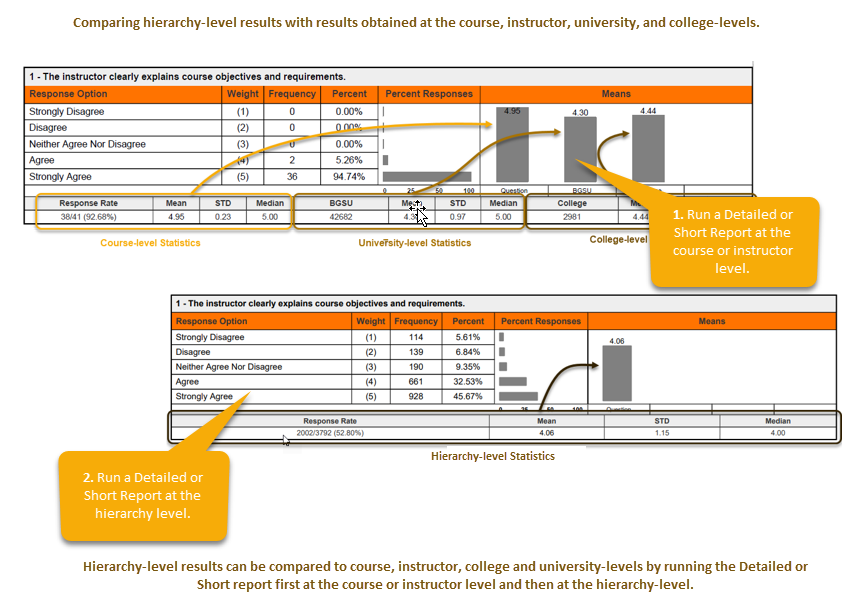 Comparing hierarchy-level results with results obtained at the course, instructor, university, and college-levels.
1 - The instructor clearly explains course objectives and requirements.
Response Option Weight Frequency Percent Percent Responses Means
Strongly Disagree (1) 0 0.00%
Disagree (2) 0 0.00%
Neither Agree Nor Disagree (3) 0 0.00%
Agree (4) 2 5.26%
Strongly Agree (5) 36 94.74%
4.95 4.30 4.44
0 25 50 100 Question BGSU
Response Rate Mean STD Median BGSU Mean STD Median College
38/41 (92.68%) 4.95 0.23 5.00 42682 0.97 5.00 2981 4.44
Course-level Statistics University-level Statistics College-level
1. Run a Detailed or
Short Report at the
course or instructor
level.
1 - The instructor clearly explains course objectives and requirements.
Response Option Weight Frequency Percent Percent Responses Means
Strongly Disagree (1) 114 5.61%
Disagree (2) 139 6.84%
Neither Agree Nor Disagree (3) 190 9.35%
Agree (4) 661 32.53%
Strongly Agree (5) 928 45.67%
4.06
0 25 50 100 Question
Response Rate Mean STD Median
2002/3792 (52.80%) 4.06 1.15 4.00
Hierarchy-level Statistics
2. Run a Detailed or
Short Report at the
hierarchy level.
Hierarchy-level results can be compared to course, instructor, college and university-levels by running the Detailed or
Short report first at the course or instructor level and then at the hierarchy-level.